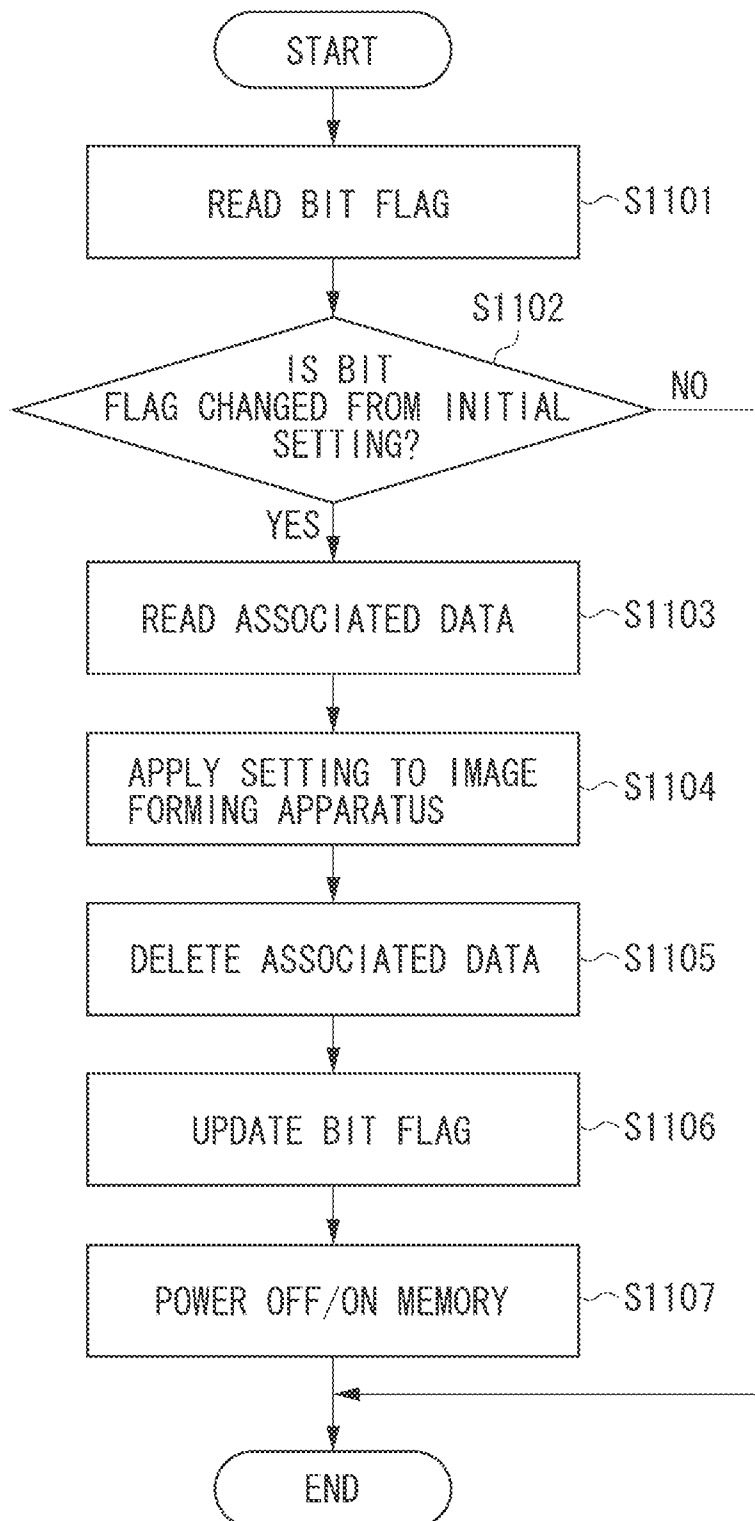 START
READ BIT FLAG
S1101
S1102
IS BIT
FLAG CHANGED FROM INITIAL
SETTING?
NO
YES
READ ASSOCIATED DATA
S1103
APPLY SETTING TO IMAGE
FORMING APPARATUS
S1104
DELETE ASSOCIATED DATA
S1105
UPDATE BIT FLAG
S1106
POWER OFF/ON MEMORY
S1107
END